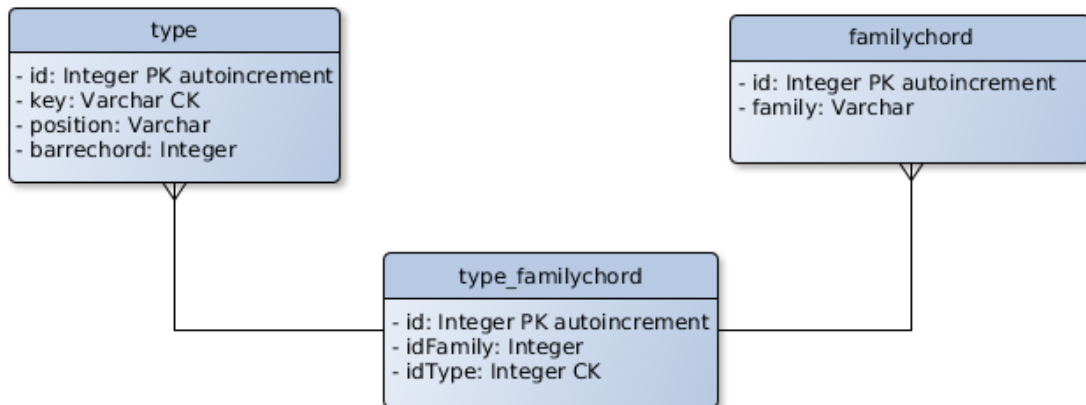 type
- id: Integer PK autoincrement
- key: Varchar CK
- position: Varchar
- barrechord: Integer
familychord
- id: Integer PK autoincrement
- family: Varchar
type_familychord
- id: Integer PK autoincrement
- idFamily: Integer
- idType: Integer CK